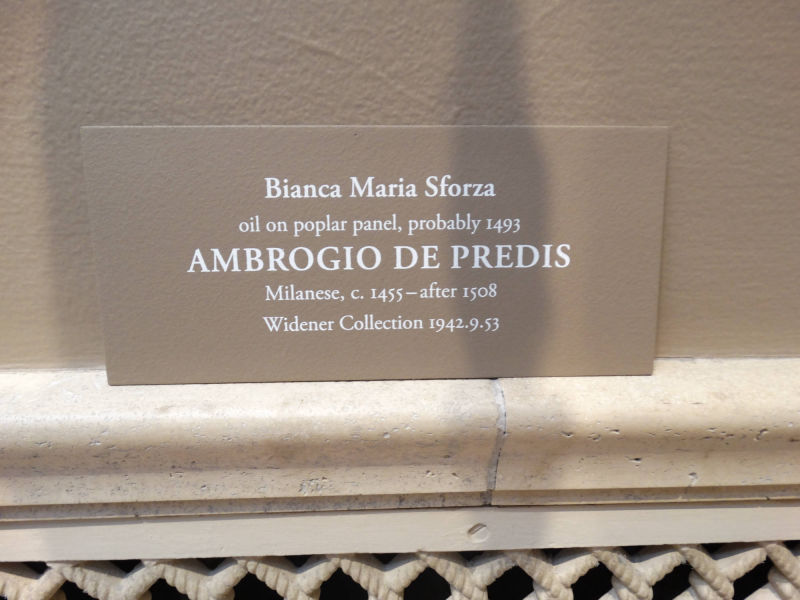 Bianca Maria Sforza
oil on poplar panel, probably 1493
AMBROGIO DE PREDIS
Milanese, c. 1455–after 1508
Widener Collection 1942.9.53